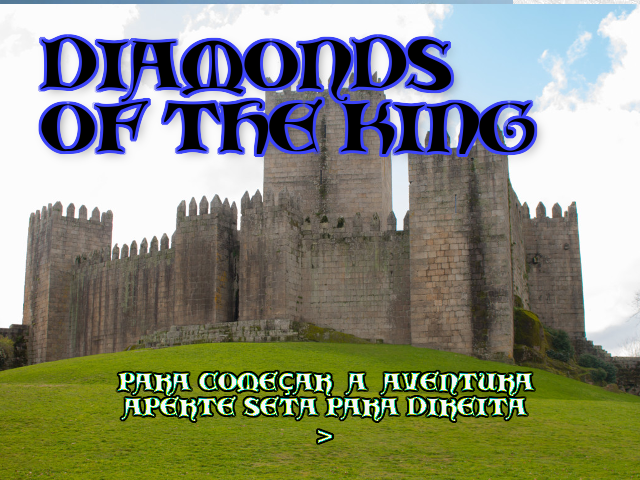 DIAMONDS
OF THE KING
PARA COMEÇAR A AVENTURA
APERTE SETA PARA DIREITA
>